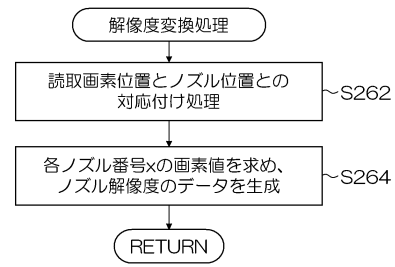 解像度変換処理
読取画素位置とノズル位置との
対応付け処理
S262
各ノズル番号xの画素値を求め、
ノズル解像度のデータを生成
S264
RETURN